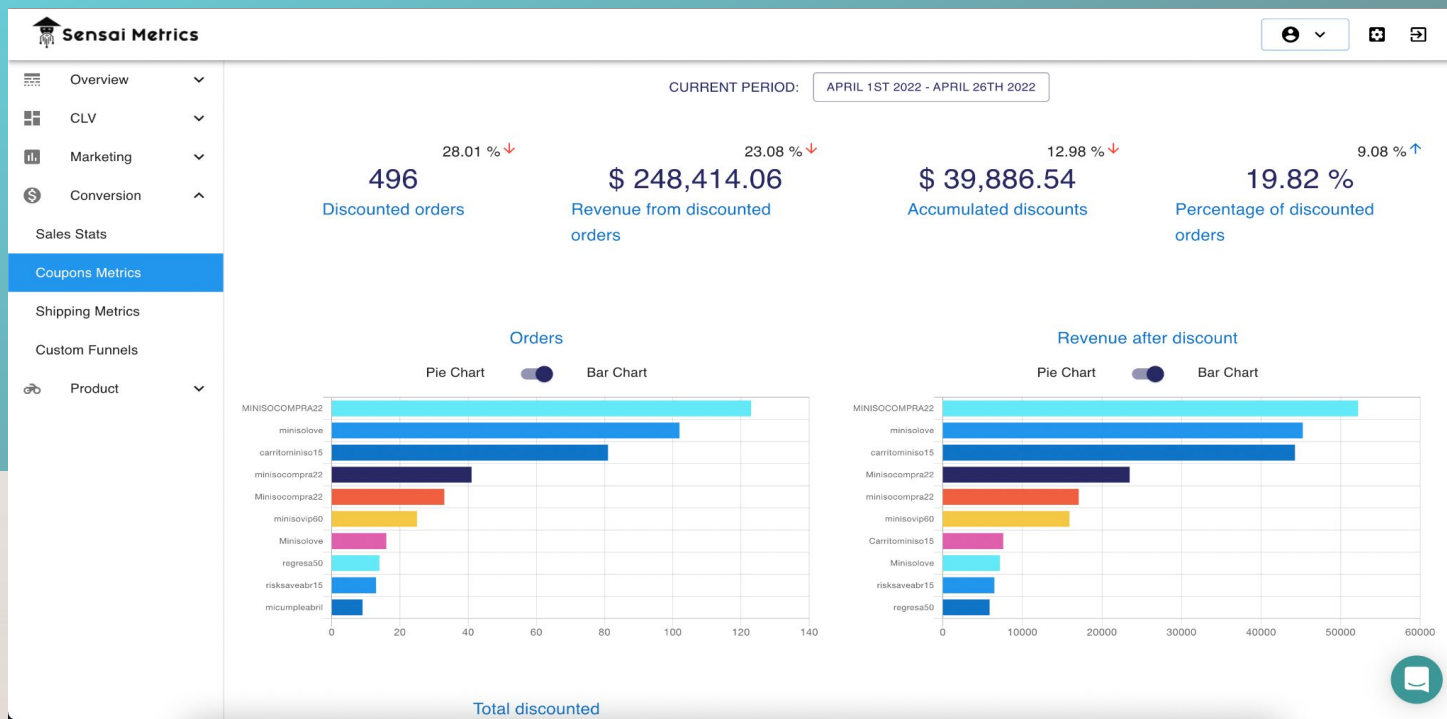 Sensai Metrics
Overview
CLV
Marketing
Conversion
Sales Stats
Coupons Metrics
Shipping Metrics
Custom Funnels
Product
CURRENT PERIOD: APRIL 1ST 2022 - APRIL 26TH 2022
28.01 %
496
Discounted orders
23.08 %
$ 248,414.06
Revenue from discounted
orders
12.98 %
$ 39,886.54
Accumulated discounts
9.08 %
19.82 %
Percentage of discounted
orders
Orders
Pie Chart Bar Chart
MINISOCOMPRA22
minisolove
carritominiso15
minisocompra22
Minisocompra22
minisovip60
Minisolove
regresa50
risksaveabr15
micumpleabril
0 20 40 60 80 100 120 140
Revenue after discount
Pie Chart Bar Chart
MINISOCOMPRA22
minisolove
carritominiso15
Minisocompra22
minisocompra22
minisovip60
Carritominiso15
Minisolove
risksaveabr15
regresa50
0 10000 20000 30000 40000 50000 60000
Total discounted